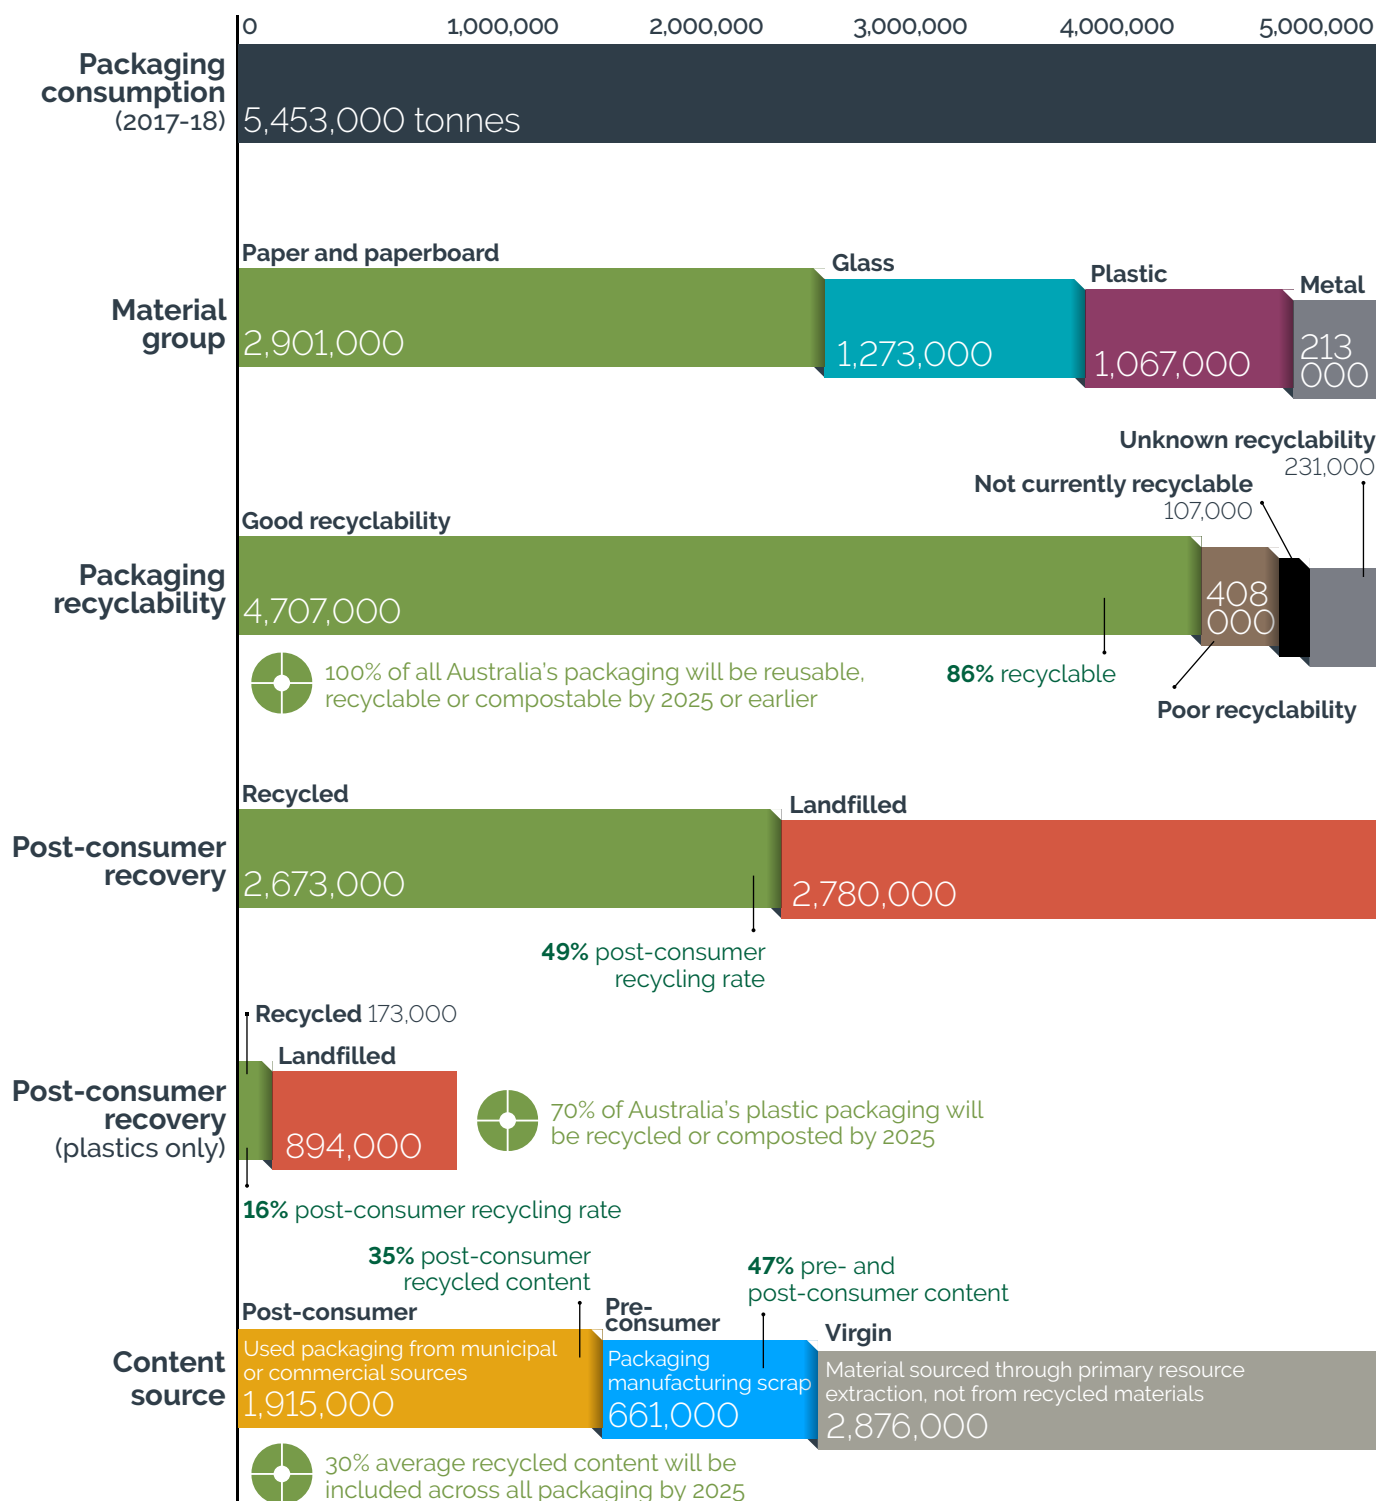 0 1,000,000 2,000,000 3,000,000 4,000,000 5,000,000
Packaging
consumption
(2017-18)
5,453,000 tonnes
Material
group
Paper and paperboard
2,901,000
Glass
1,273,000
Plastic
1,067,000
Metal
213
000
Packaging
recyclability
Good recyclability
4,707,000
86% recyclable
408
000
Poor recyclability
Not currently recyclable
107,000
Unknown recyclability
231,000
100% of all Australia's packaging will be reusable,
recyclable or compostable by 2025 or earlier
Post-consumer
recovery
Recycled
2,673,000
49% post-consumer
recycling rate
Landfilled
2,780,000
Post-consumer
recovery
(plastics only)
Recycled 173,000
Landfilled
894,000
16% post-consumer recycling rate
70% of Australia's plastic packaging will
be recycled or composted by 2025
Content
source
35% post-consumer
recycled content
Post-consumer
Used packaging from municipal
or commercial sources
1,915,000
47% pre- and
post-consumer content
Pre-
consumer
Packaging
manufacturing scrap
661,000
Virgin
Material sourced through primary resource
extraction, not from recycled materials
2,876,000
30% average recycled content will be
included across all packaging by 2025